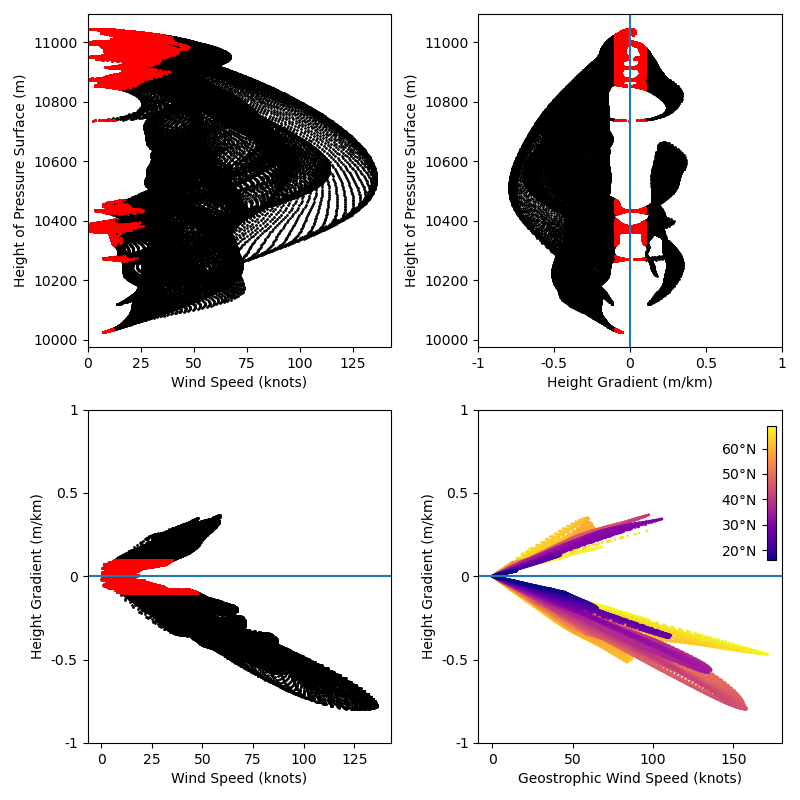 11000
10800
10600
10400
10200
10000
Height of Pressure Surface (m)
0 25 50 75 100 125
Wind Speed (knots)
11000
10800
10600
10400
10200
10000
Height of Pressure Surface (m)
-1 -0.5 0 0.5 1
Height Gradient (m/km)
1
0.5
0
-0.5
-1
Height Gradient (m/km)
0 25 50 75 100 125
Wind Speed (knots)
1
0.5
0
-0.5
-1
Height Gradient (m/km)
60°N
50°N
40°N
30°N
20°N
0 50 100 150
Geostrophic Wind Speed (knots)